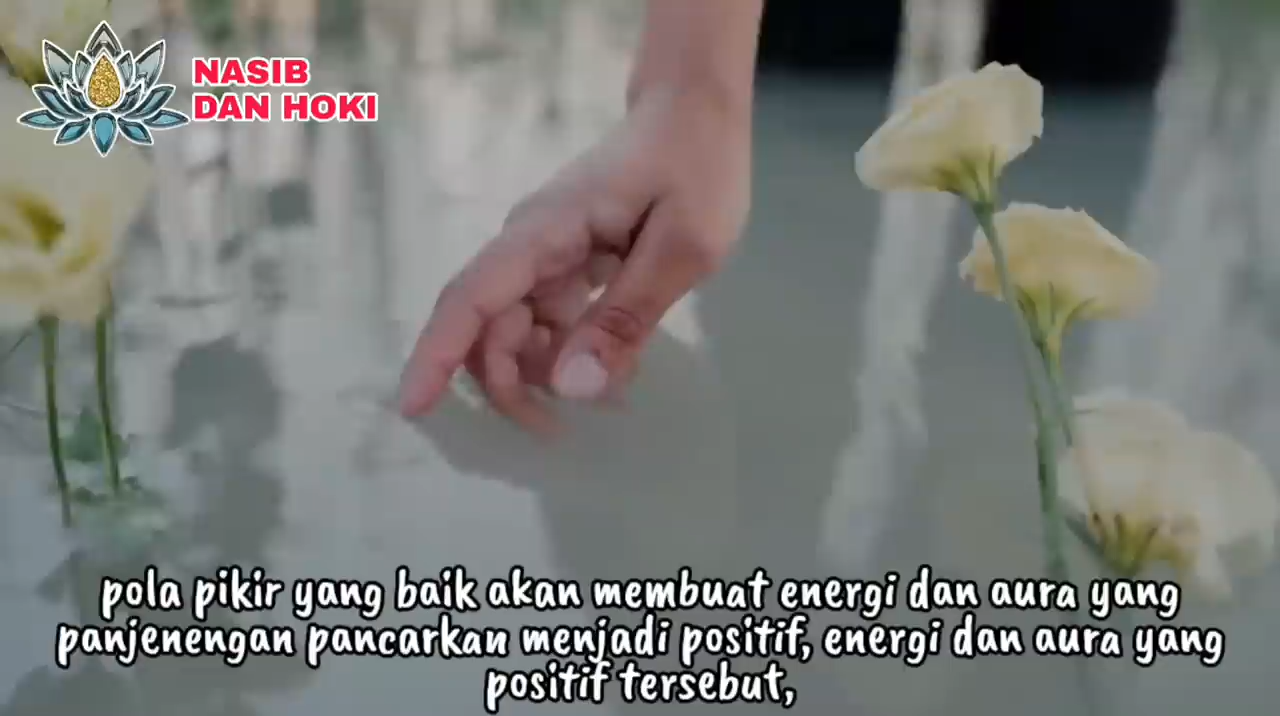 NASIB
DAN HOKI
pola pikir yang baik akan membuat energi dan aura yang
panjenengan pancarkan menjadi positif, energi dan aura yang
positif tersebut,